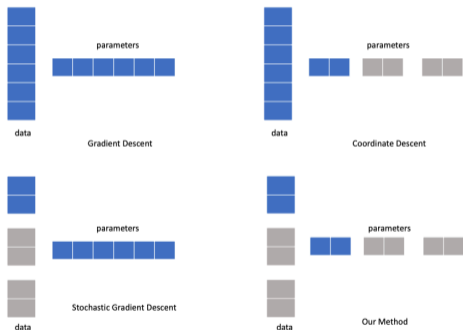 parameters
data
Gradient Descent
parameters
data
Coordinate Descent
parameters
Stochastic Gradient Descent
data
parameters
Our Method
data